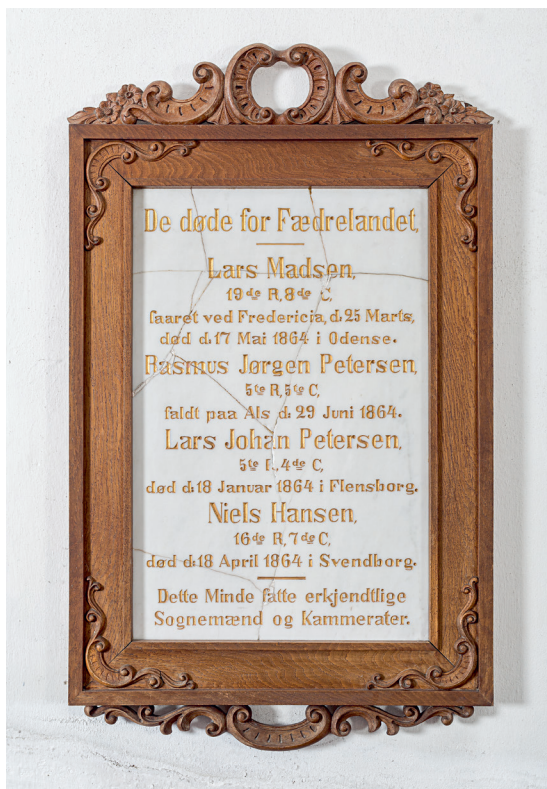 De døde for Fædrelandet,
Lars Madsen,
19de R, 8de C,
saaret ved Fredericia, d. 25 Marts,
død d. 17 Mai 1864 i Odense.
Rasmus Jørgen Petersen,
5te R, 5te C,
faldt paa Als d. 29 Juni 1864.
Lars Johan Petersen,
5te R, 4de C,
død d. 18 Januar 1864 i Flensborg.
Niels Hansen,
16de R, 7de C,
død d. 18 April 1864 i Svendborg.
Dette Minde satte erkjendtlige
Sognemænd og Kammerater.